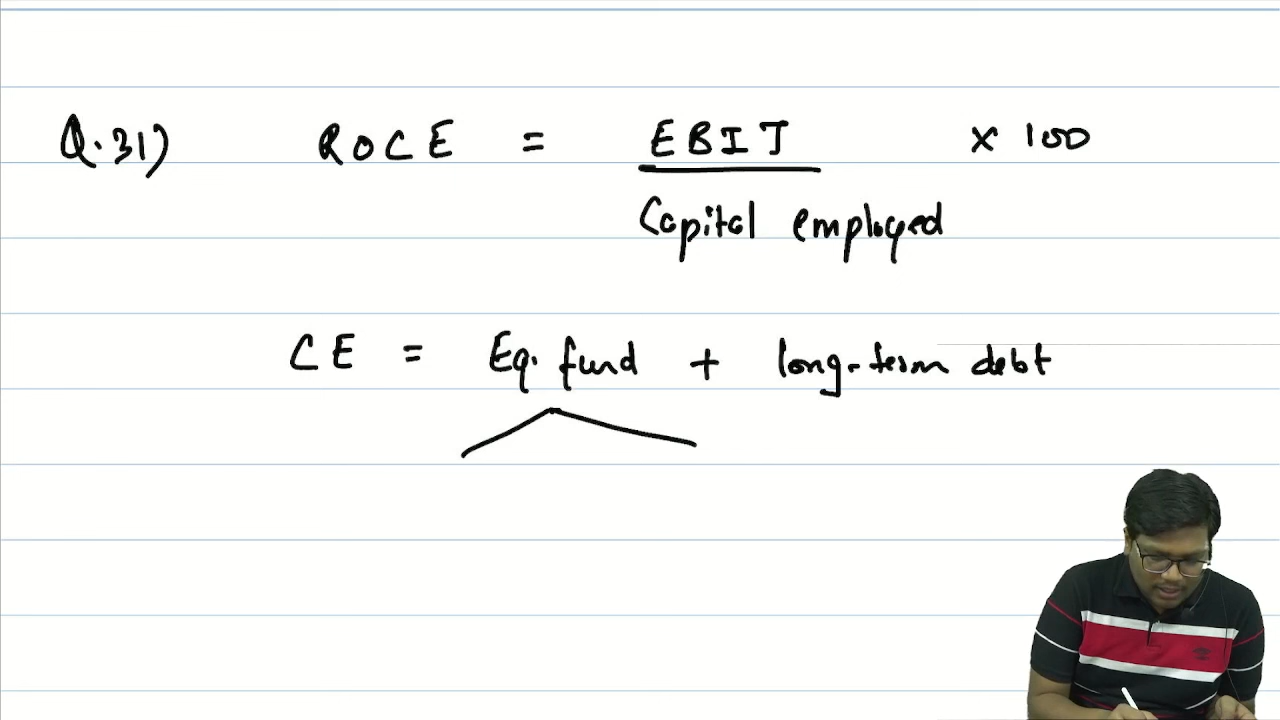 Q.31) ROCE = EBIT x 100
Capital employed
CE = Eq. fund + long-term debt